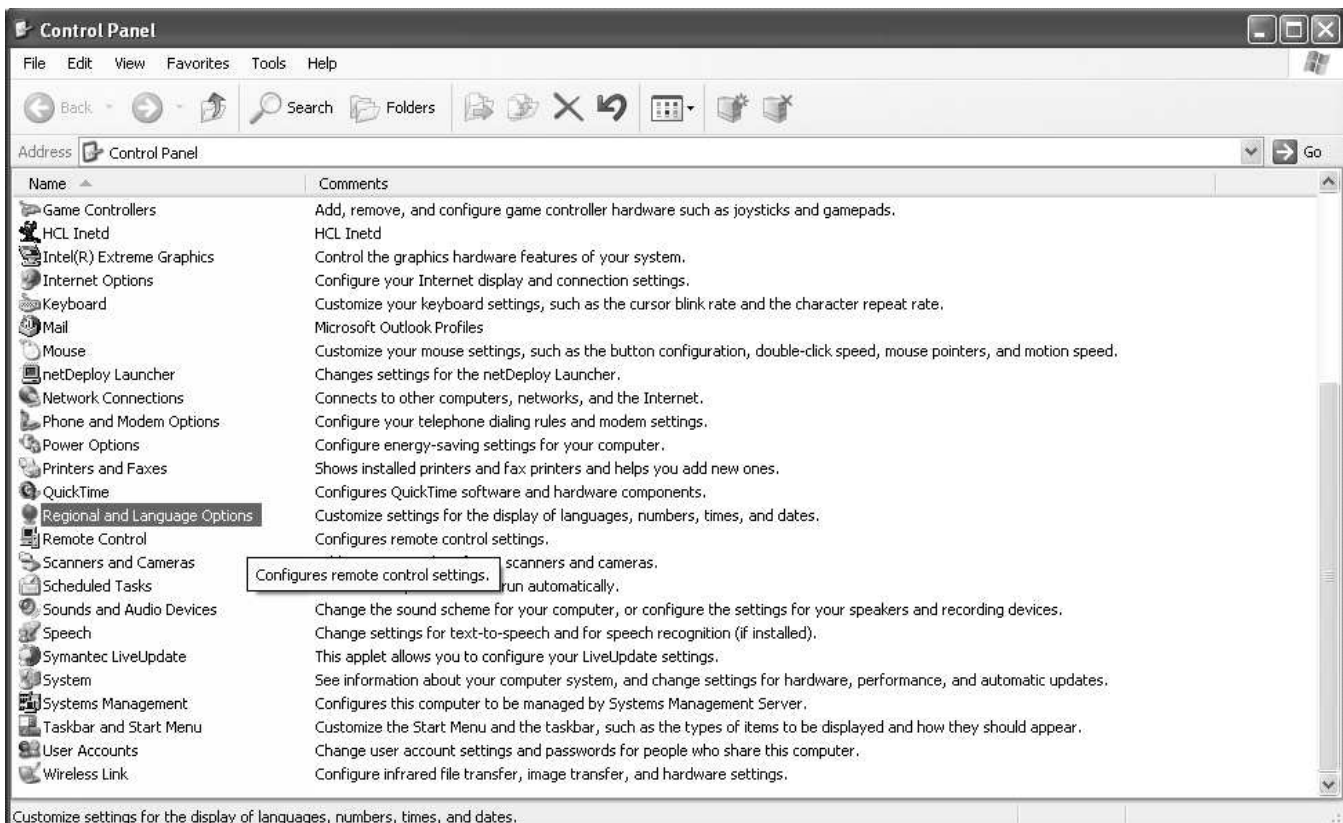 Control Panel
File Edit View Favorites Tools Help
Back Search Folders
Address Control Panel Go
Name Comments
Game Controllers Add, remove, and configure game controller hardware such as joysticks and gamepads.
HCL Inetd HCL Inetd
Intel(R) Extreme Graphics Control the graphics hardware features of your system.
Internet Options Configure your Internet display and connection settings.
Keyboard Customize your keyboard settings, such as the cursor blink rate and the character repeat rate.
Mail Microsoft Outlook Profiles
Mouse Customize your mouse settings, such as the button configuration, double-click speed, mouse pointers, and motion speed.
netDeploy Launcher Changes settings for the netDeploy Launcher.
Network Connections Connects to other computers, networks, and the Internet.
Phone and Modem Options Configure your telephone dialing rules and modem settings.
Power Options Configure energy-saving settings for your computer.
Printers and Faxes Shows installed printers and fax printers and helps you add new ones.
QuickTime Configures QuickTime software and hardware components.
Regional and Language Options Customize settings for the display of languages, numbers, times, and dates.
Remote Control Configures remote control settings.
Scanners and Cameras scanners and cameras.
Configures remote control settings.
Scheduled Tasks run automatically.
Sounds and Audio Devices Change the sound scheme for your computer, or configure the settings for your speakers and recording devices.
Speech Change settings for text-to-speech and for speech recognition (if installed).
Symantec LiveUpdate This applet allows you to configure your LiveUpdate settings.
System See information about your computer system, and change settings for hardware, performance, and automatic updates.
Systems Management Configures this computer to be managed by Systems Management Server.
Taskbar and Start Menu Customize the Start Menu and the taskbar, such as the types of items to be displayed and how they should appear.
User Accounts Change user account settings and passwords for people who share this computer.
Wireless Link Configure infrared file transfer, image transfer, and hardware settings.
Customize settings for the display of languages, numbers, times, and dates.